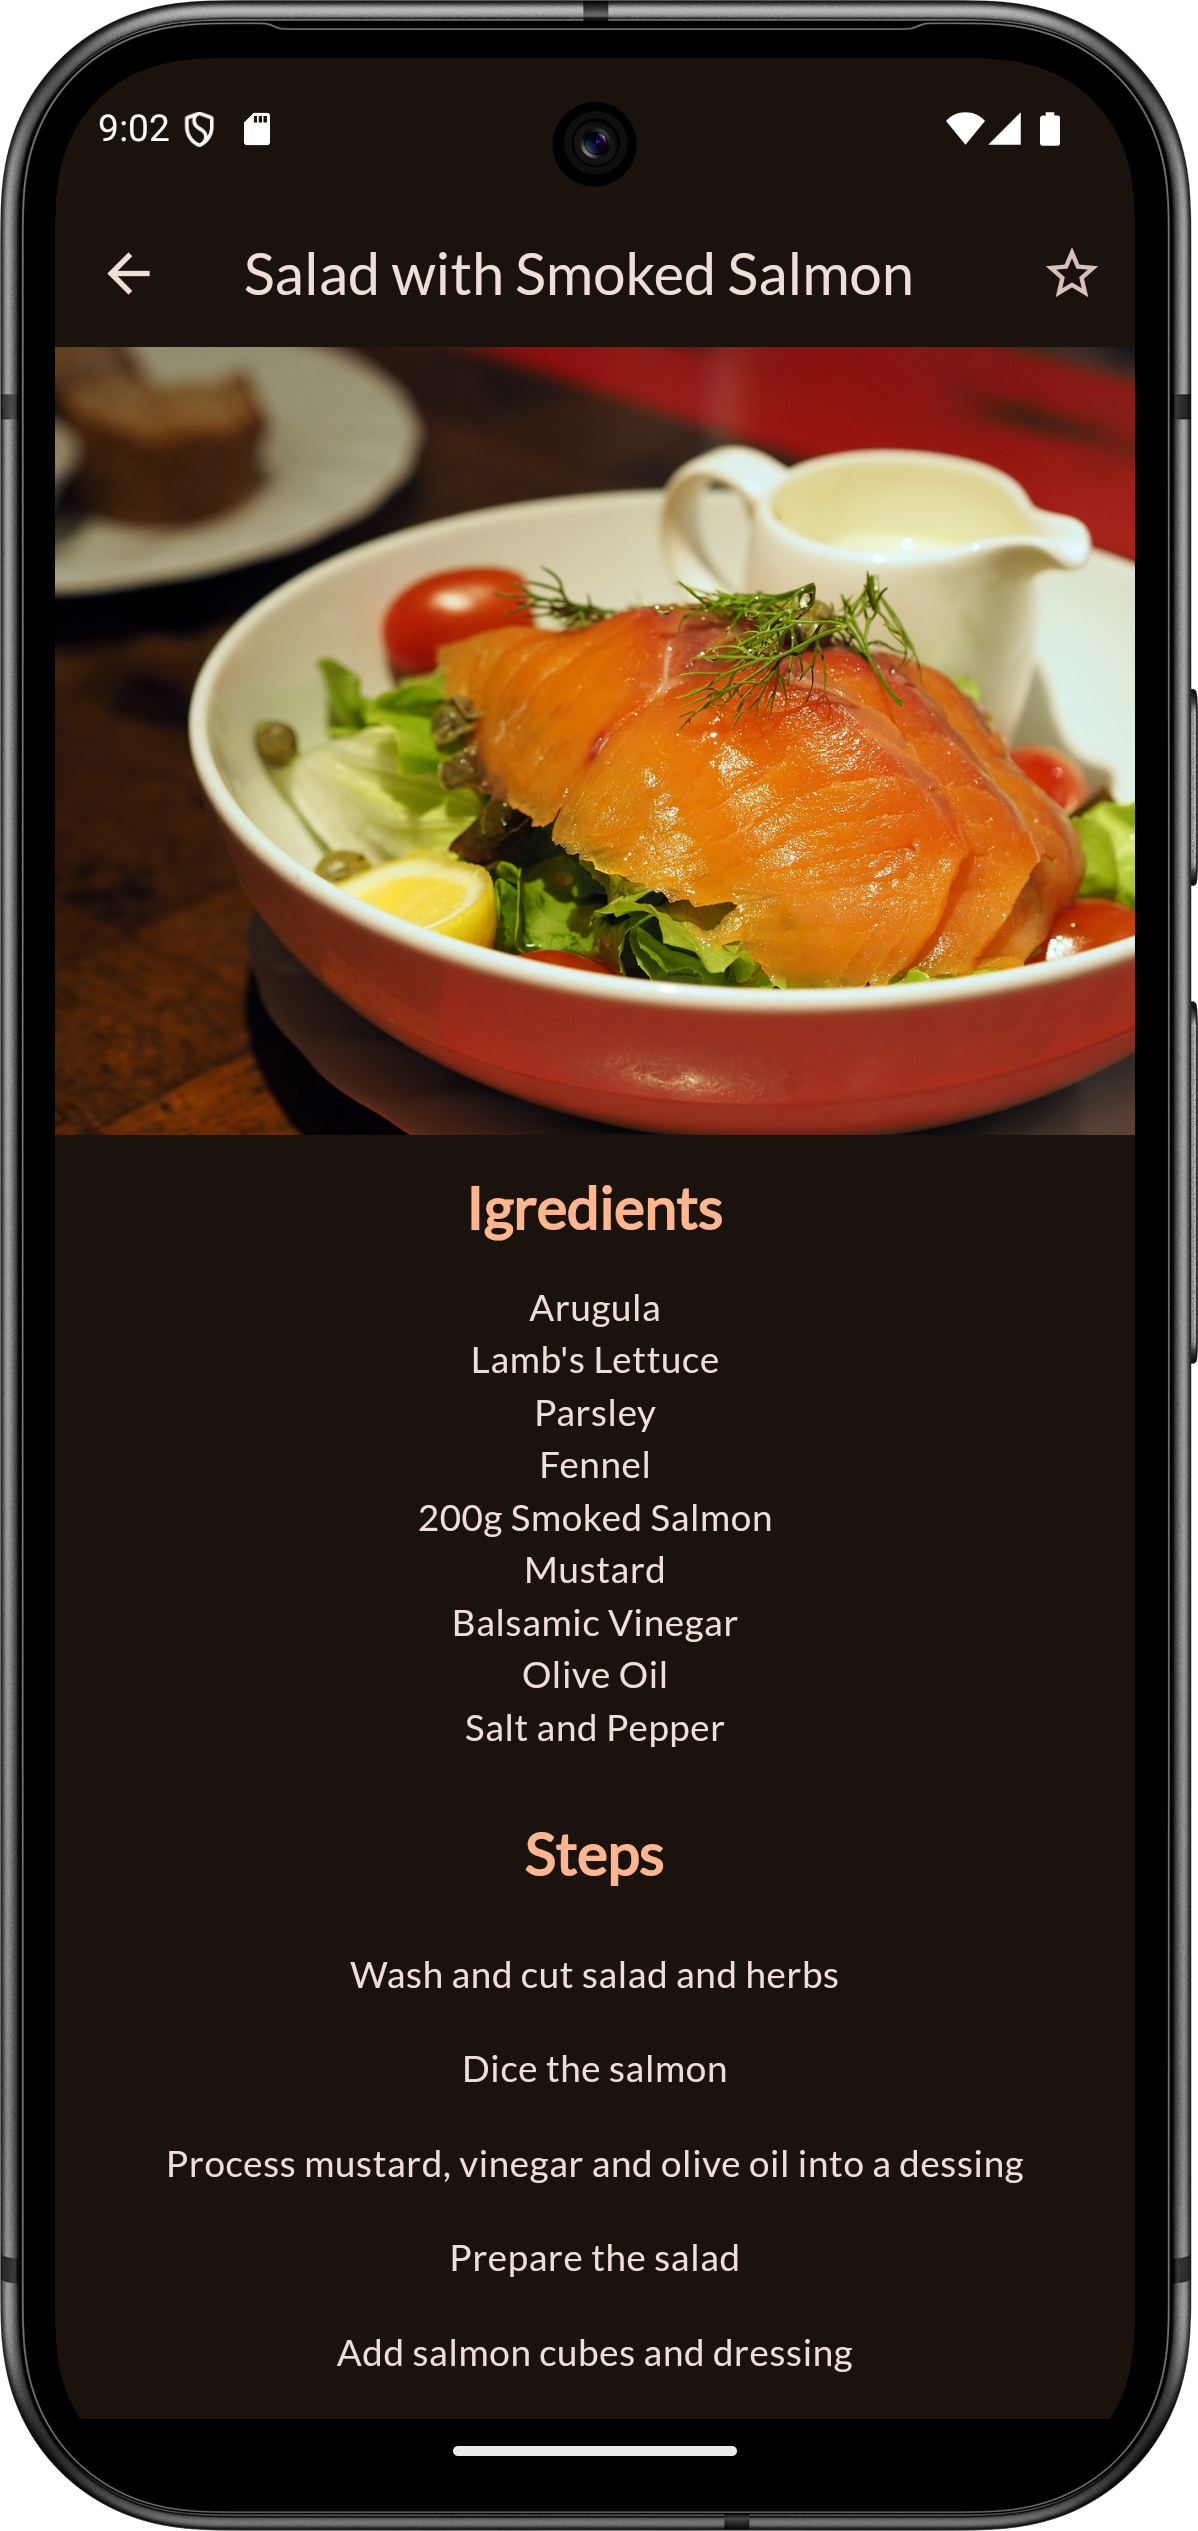 9:02
Salad with Smoked Salmon
Igredients
Arugula
Lamb's Lettuce
Parsley
Fennel
200g Smoked Salmon
Mustard
Balsamic Vinegar
Olive Oil
Salt and Pepper
Steps
Wash and cut salad and herbs
Dice the salmon
Process mustard, vinegar and olive oil into a dessing
Prepare the salad
Add salmon cubes and dressing